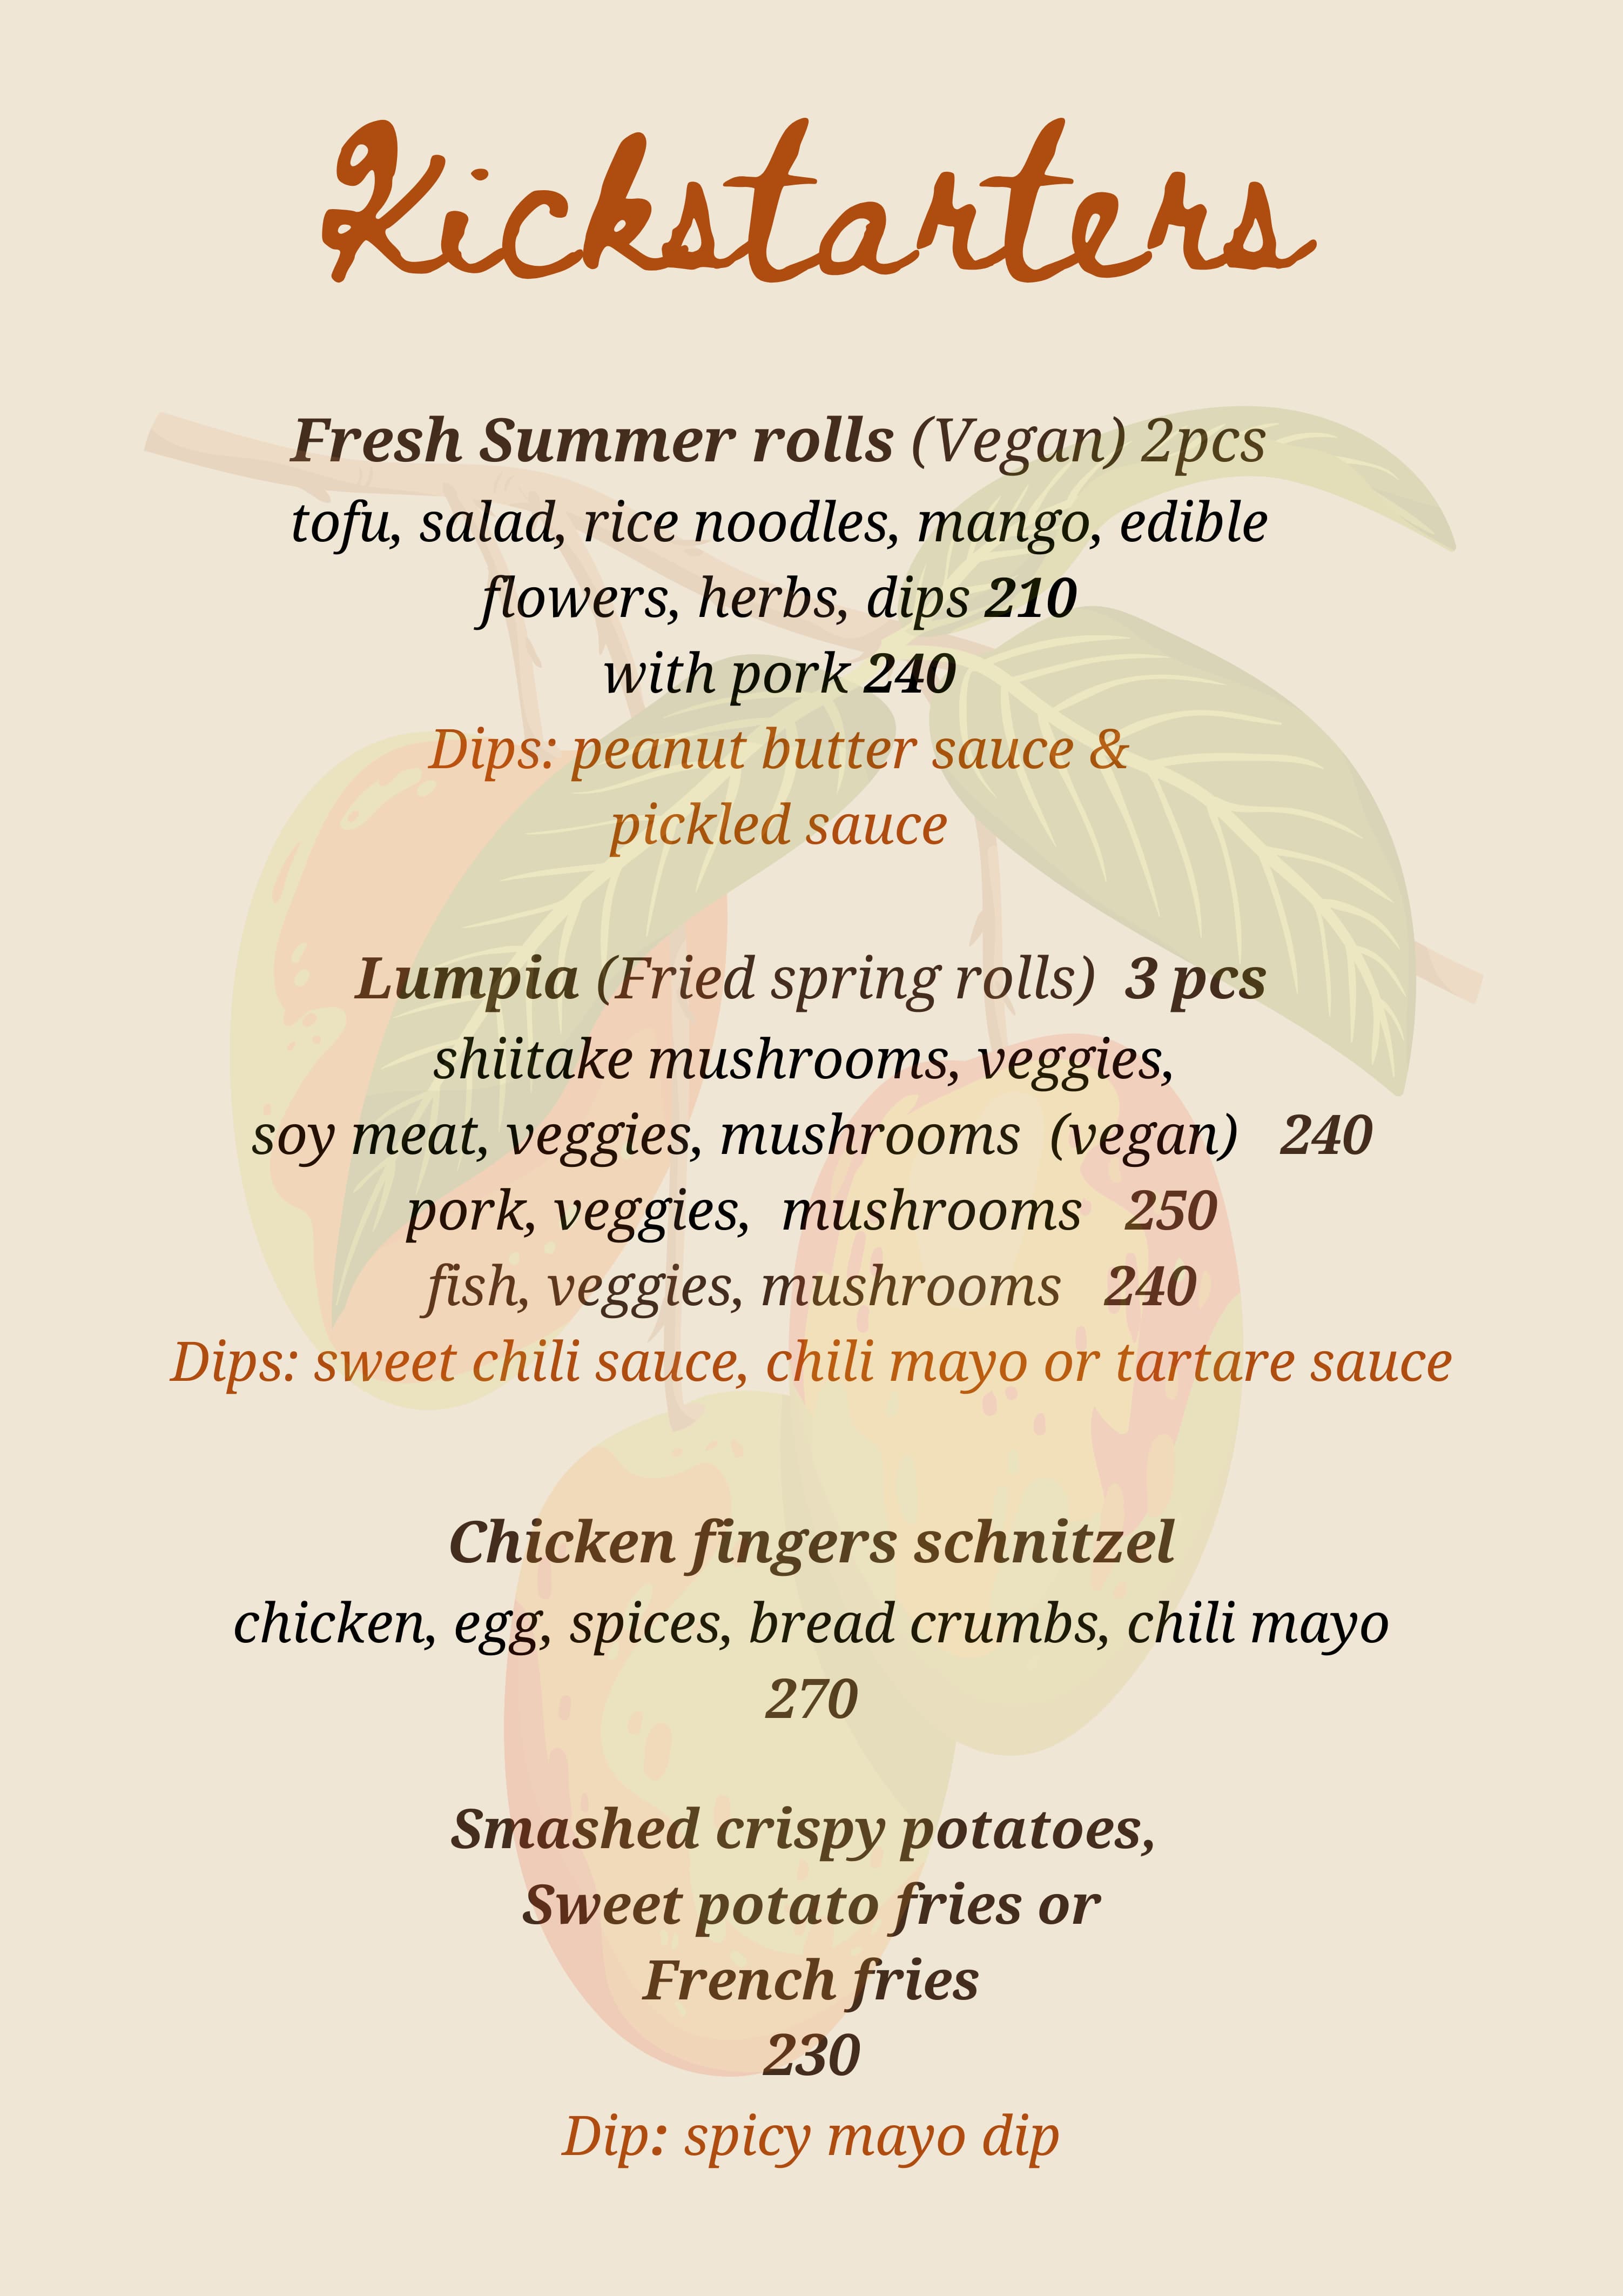 Kickstarters
Fresh Summer rolls (Vegan) 2pcs
tofu, salad, rice noodles, mango, edible
flowers, herbs, dips 210
with pork 240
Dips: peanut butter sauce &
pickled sauce
Lumpia (Fried spring rolls) 3 pcs
shiitake mushrooms, veggies,
soy meat, veggies, mushrooms (vegan) 240
pork, veggies, mushrooms 250
fish, veggies, mushrooms 240
Dips: sweet chili sauce, chili mayo or tartare sauce
Chicken fingers schnitzel
chicken, egg, spices, bread crumbs, chili mayo
270
Smashed crispy potatoes,
Sweet potato fries or
French fries
230
Dip: spicy mayo dip